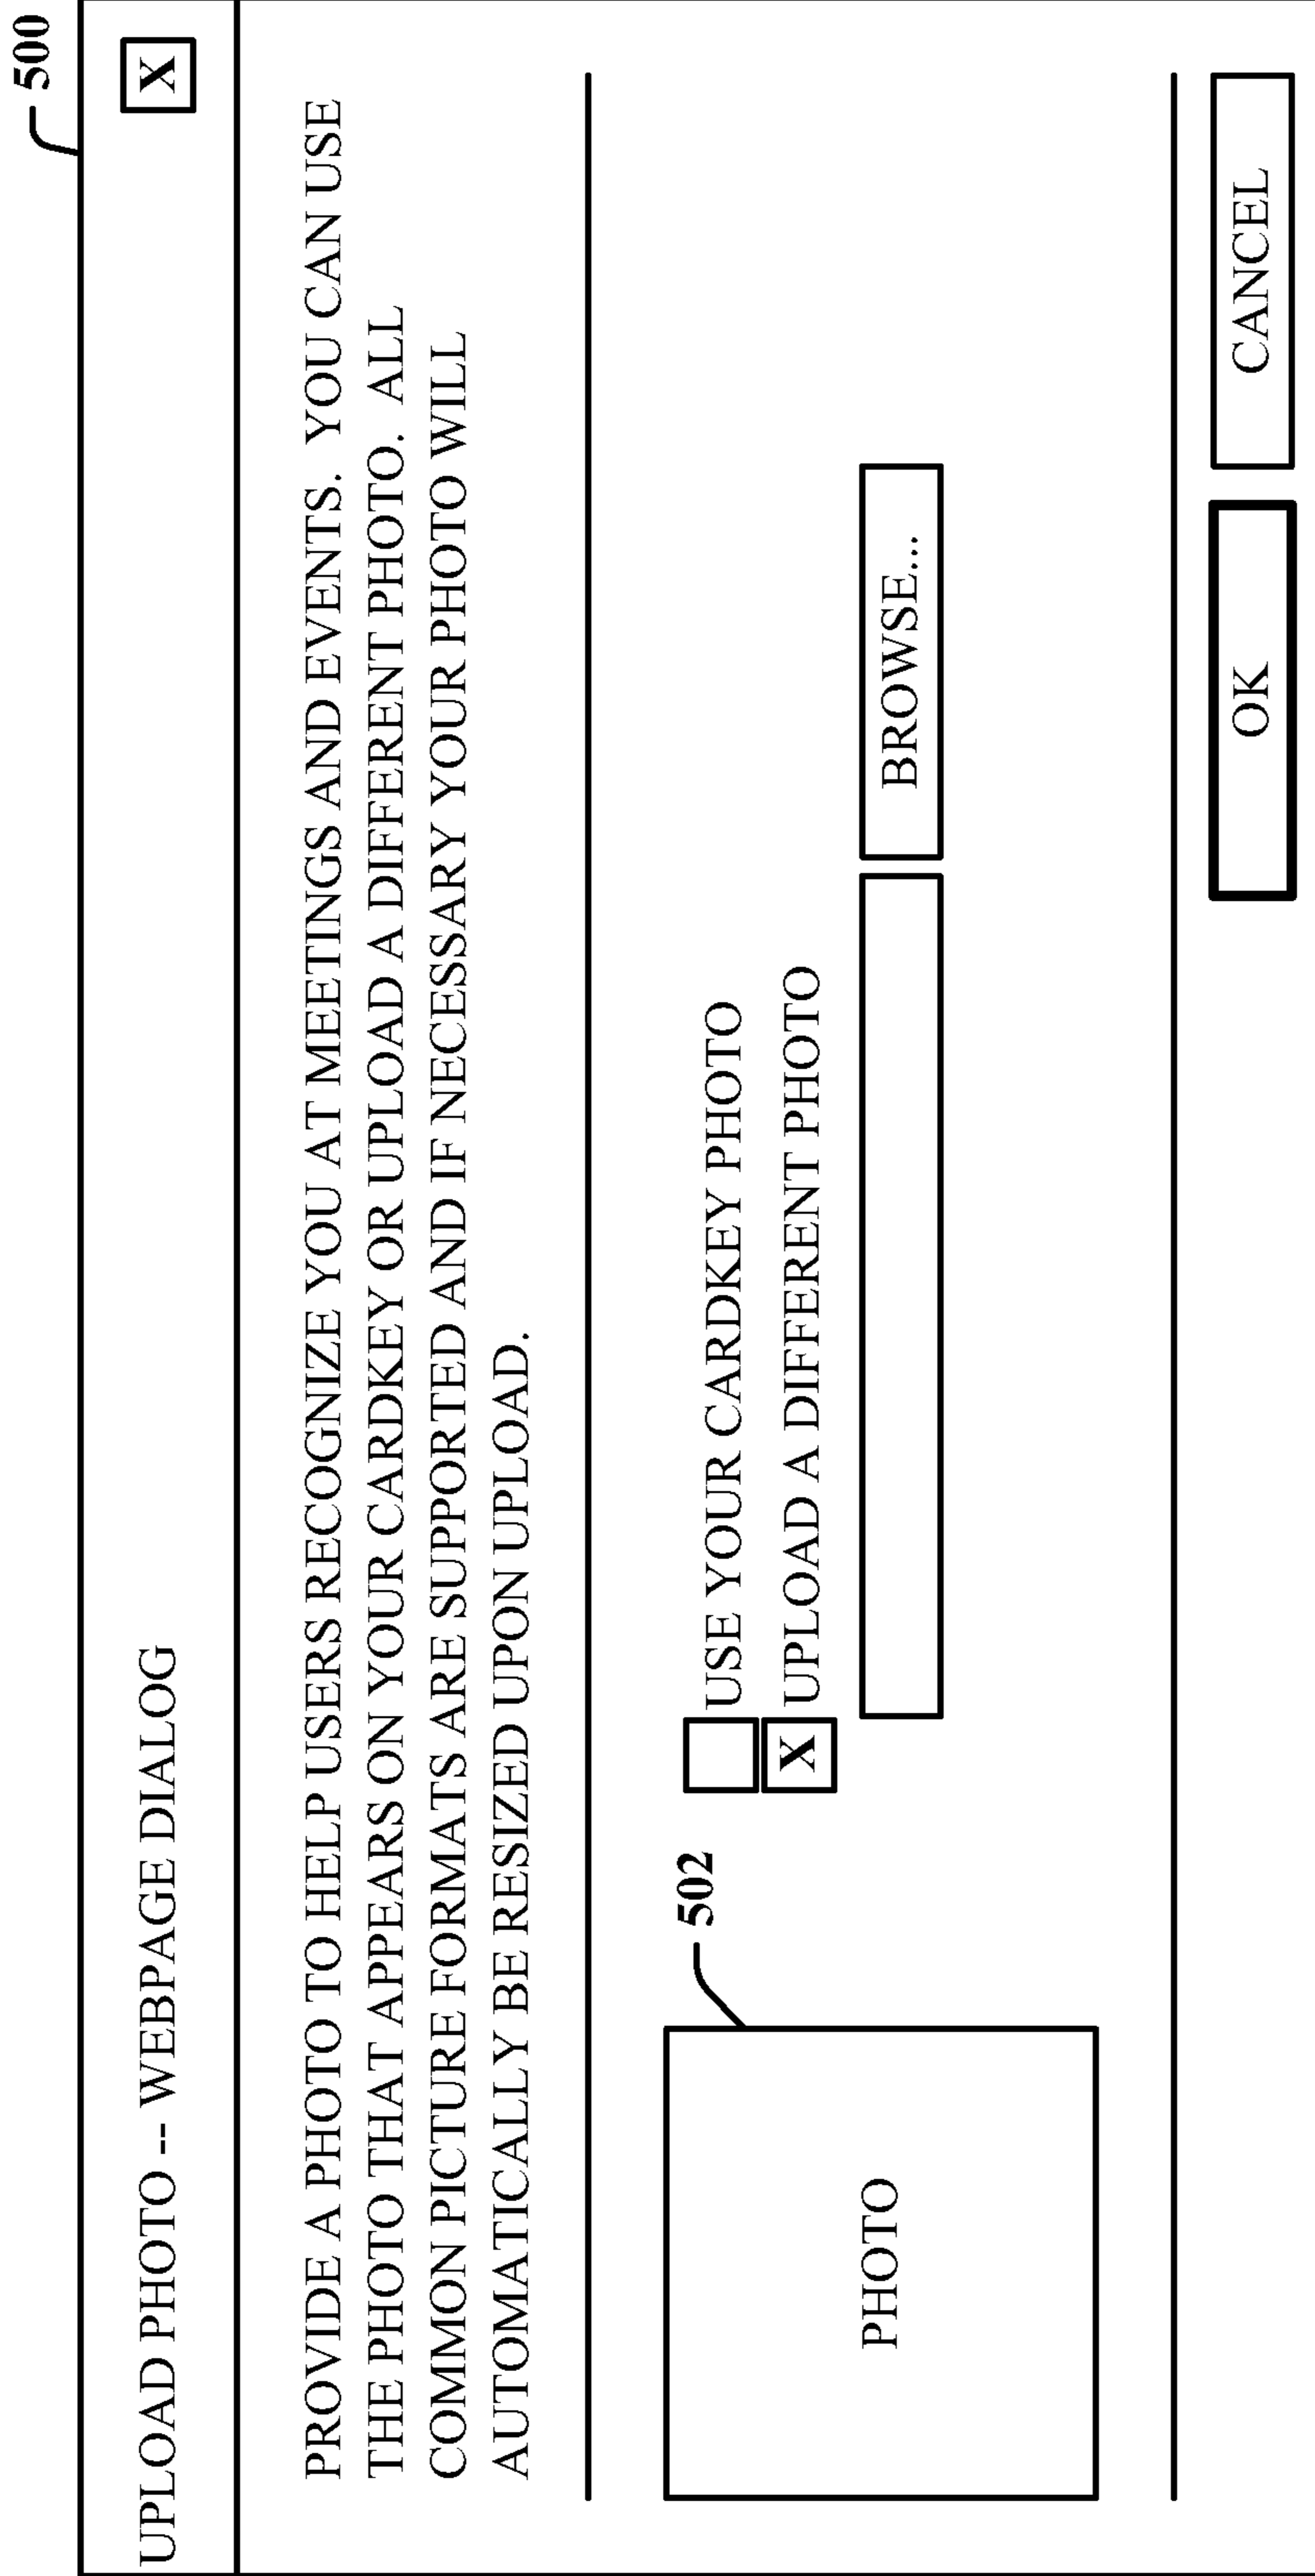 500
UPLOAD PHOTO -- WEBPAGE DIALOG
X
PROVIDE A PHOTO TO HELP USERS RECOGNIZE YOU AT MEETINGS AND EVENTS. YOU CAN USE
THE PHOTO THAT APPEARS ON YOUR CARDKEY OR UPLOAD A DIFFERENT PHOTO. ALL
COMMON PICTURE FORMATS ARE SUPPORTED AND IF NECESSARY YOUR PHOTO WILL
AUTOMATICALLY BE RESIZED UPON UPLOAD.
502
PHOTO
USE YOUR CARDKEY PHOTO
X UPLOAD A DIFFERENT PHOTO
BROWSE...
OK
CANCEL